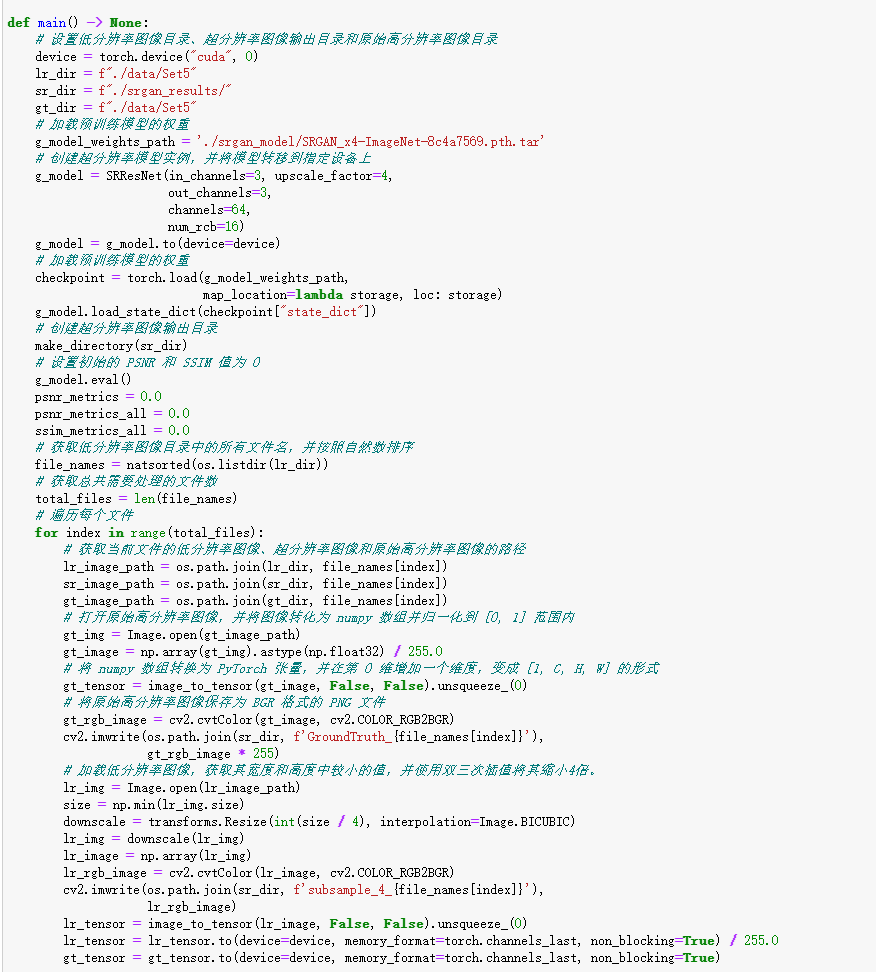 def main() -> None:
    # 设置低分辨率图像目录、超分辨率图像输出目录和原始高分辨率图像目录
    device = torch.device("cuda", 0)
    lr_dir = f"./data/Set5"
    sr_dir = f"./srgan_results/"
    gt_dir = f"./data/Set5"
    # 加载预训练模型的权重
    g_model_weights_path = './srgan_model/SRGAN_x4-ImageNet-8c4a7569.pth.tar'
    # 创建超分辨率模型实例，并将模型转移到指定设备上
    g_model = SRResNet(in_channels=3, upscale_factor=4,
                       out_channels=3,
                       channels=64,
                       num_rcb=16)
    g_model = g_model.to(device=device)
    # 加载预训练模型的权重
    checkpoint = torch.load(g_model_weights_path,
                            map_location=lambda storage, loc: storage)
    g_model.load_state_dict(checkpoint["state_dict"])
    # 创建超分辨率图像输出目录
    make_directory(sr_dir)
    # 设置初始的 PSNR 和 SSIM 值为 0
    g_model.eval()
    psnr_metrics = 0.0
    psnr_metrics_all = 0.0
    ssim_metrics_all = 0.0
    # 获取低分辨率图像目录中的所有文件名，并按照自然数排序
    file_names = natsorted(os.listdir(lr_dir))
    # 获取总共需要处理的文件数
    total_files = len(file_names)
    # 遍历每个文件
    for index in range(total_files):
        # 获取当前文件的低分辨率图像、超分辨率图像和原始高分辨率图像的路径
        lr_image_path = os.path.join(lr_dir, file_names[index])
        sr_image_path = os.path.join(sr_dir, file_names[index])
        gt_image_path = os.path.join(gt_dir, file_names[index])
        # 打开原始高分辨率图像，并将图像转化为 numpy 数组并归一化到 [0, 1] 范围内
        gt_img = Image.open(gt_image_path)
        gt_image = np.array(gt_img).astype(np.float32) / 255.0
        # 将 numpy 数组转换为 PyTorch 张量，并在第 0 维增加一个维度，变成 [1, C, H, W] 的形式
        gt_tensor = image_to_tensor(gt_image, False, False).unsqueeze_(0)
        # 将原始高分辨率图像保存为 BGR 格式的 PNG 文件
        gt_rgb_image = cv2.cvtColor(gt_image, cv2.COLOR_RGB2BGR)
        cv2.imwrite(os.path.join(sr_dir, f'GroundTruth_{file_names[index]}'),
                    gt_rgb_image * 255)
        # 加载低分辨率图像，获取其宽度和高度中较小的值，并使用双三次插值将其缩小4倍。
        lr_img = Image.open(lr_image_path)
        size = np.min(lr_img.size)
        downscale = transforms.Resize(int(size / 4), interpolation=Image.BICUBIC)
        lr_img = downscale(lr_img)
        lr_image = np.array(lr_img)
        lr_rgb_image = cv2.cvtColor(lr_image, cv2.COLOR_RGB2BGR)
        cv2.imwrite(os.path.join(sr_dir, f'subsample_4_{file_names[index]}'),
                    lr_rgb_image)
        lr_tensor = image_to_tensor(lr_image, False, False).unsqueeze_(0)
        lr_tensor = lr_tensor.to(device=device, memory_format=torch.channels_last, non_blocking=True) / 255.0
        gt_tensor = gt_tensor.to(device=device, memory_format=torch.channels_last, non_blocking=True)